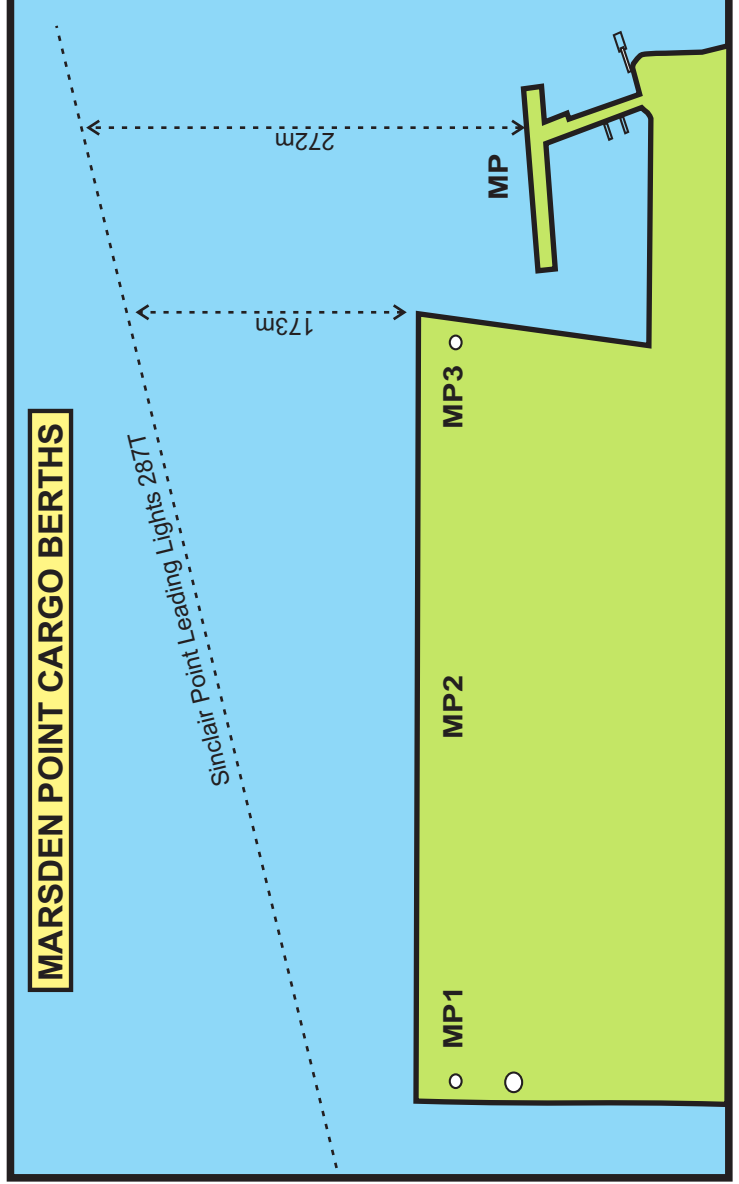 MARSDEN POINT CARGO BERTHS
Sinclair Point Leading Lights 287T
272m
173m
MP
MP1
MP2
MP3